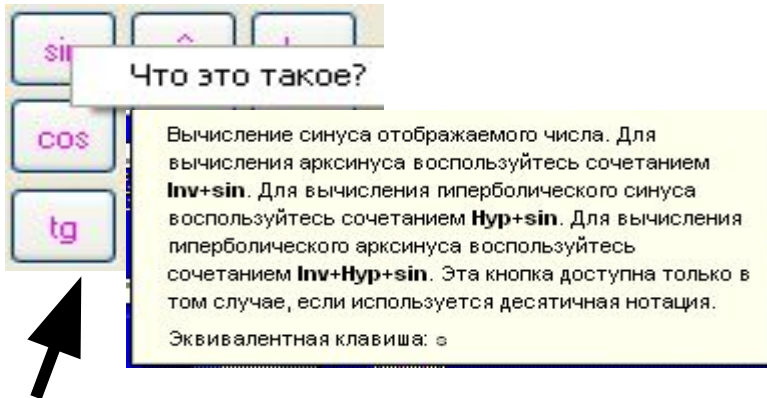 sin ^
Что это такое?
cos
Вычисление синуса отображаемого числа. Для
вычисления арксинуса воспользуйтесь сочетанием
Inv+sin. Для вычисления гиперболического синуса
tg
воспользуйтесь сочетанием Hyp+sin. Для вычисления
гиперболического арксинуса воспользуйтесь
сочетанием Inv+Hyp+sin. Эта кнопка доступна только в
том случае, если используется десятичная нотация.
Эквивалентная клавиша: s